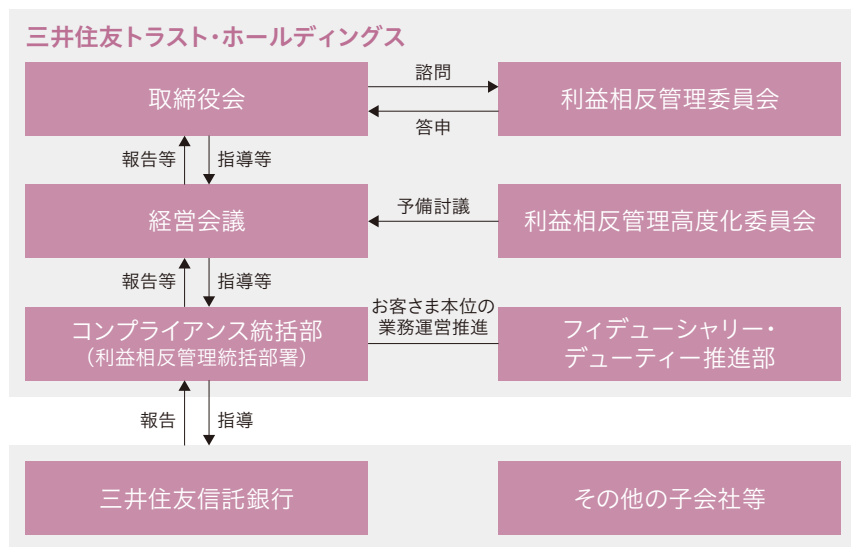 三井住友トラスト・ホールディングス
取締役会
諮問
答申
利益相反管理委員会
報告等
指導等
経営会議
予備討議
利益相反管理高度化委員会
報告等
指導等
コンプライアンス統括部
（利益相反管理統括部署）
お客さま本位の
業務運営推進
フィデューシャリー・
デューティー推進部
報告
指導
三井住友信託銀行
その他の子会社等